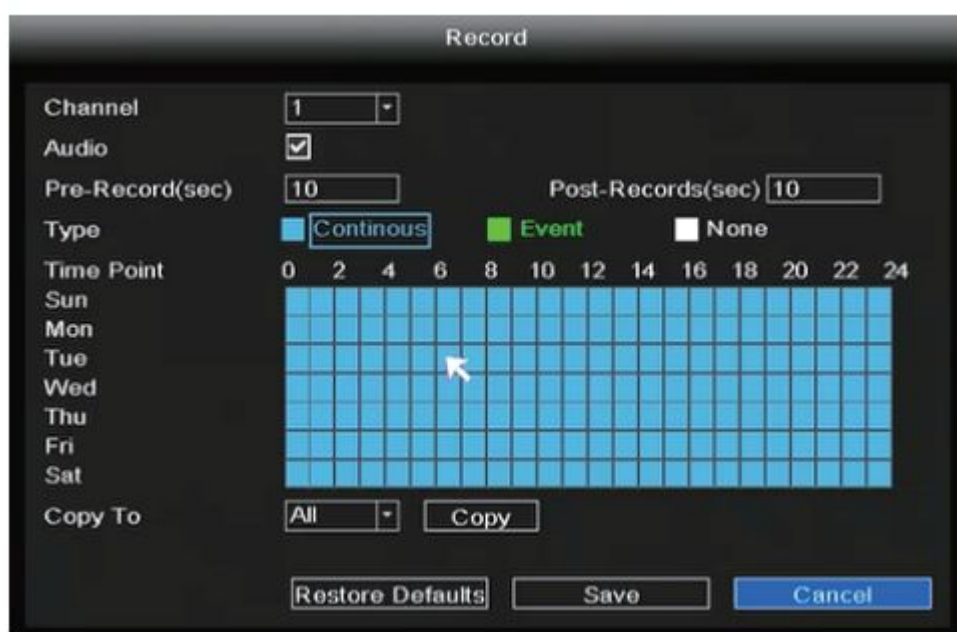 Record
Channel 1
Audio
Pre-Record(sec) 10 Post-Records(sec) 10
Type Continous Event None
Time Point 0 2 4 6 8 10 12 14 16 18 20 22 24
Sun
Mon
Tue
Wed
Thu
Fri
Sat
Copy To All Copy
Restore Defaults Save Cancel